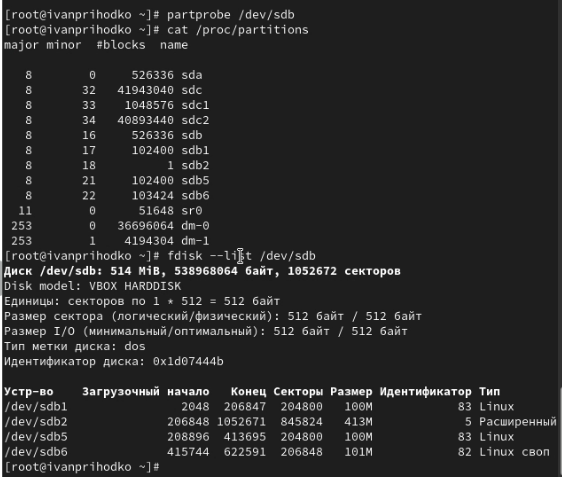 [root@ivanprihodko ~]# partprobe /dev/sdb
[root@ivanprihodko ~]# cat /proc/partitions
major minor  #blocks  name

   8        0     526336 sda
   8       32   41943040 sdc
   8       33    1048576 sdc1
   8       34   40893440 sdc2
   8       16     526336 sdb
   8       17     102400 sdb1
   8       18          1 sdb2
   8       21     102400 sdb5
   8       22     103424 sdb6
  11        0      51648 sr0
 253        0   36696064 dm-0
 253        1    4194304 dm-1
[root@ivanprihodko ~]# fdisk --list /dev/sdb
Диск /dev/sdb: 514 MiB, 538968064 байт, 1052672 секторов
Disk model: VBOX HARDDISK
Единицы: секторов по 1 * 512 = 512 байт
Размер сектора (логический/физический): 512 байт / 512 байт
Размер I/O (минимальный/оптимальный): 512 байт / 512 байт
Тип метки диска: dos
Идентификатор диска: 0x1d07444b

Устр-во    Загрузочный начало   Конец Секторы Размер Идентификатор Тип
/dev/sdb1                2048  206847  204800   100M            83 Linux
/dev/sdb2              206848 1052671  845824   413M             5 Расширенный
/dev/sdb5              208896  413695  204800   100M            83 Linux
/dev/sdb6              415744  622591  206848   101M            82 Linux своп
[root@ivanprihodko ~]#